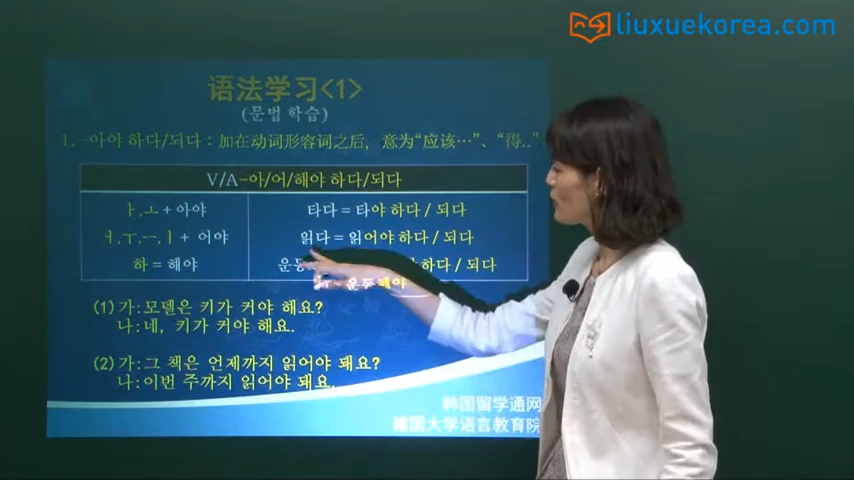 liuxuekorea.com
语法学习<1>
(문법 학습)
1. -아야 하다/되다 : 加在动词形容词之后，意为“应该…”、“得..”
V/A-아/어/해야 하다/되다
ㅏ,ㅗ + 아야 타다 = 타야 하다 / 되다
ㅓ,ㅜ,ㅡ,ㅣ + 어야 읽다 = 읽어야 하다 / 되다
하 = 해야 운동 하다 / 되다
(1) 가:모델은 키가 커야 해요?
나:네, 키가 커야 해요.
(2) 가:그 책은 언제까지 읽어야 돼요?
나:이번 주까지 읽어야 돼요.
韩国留学通网
建国大学语言教育院